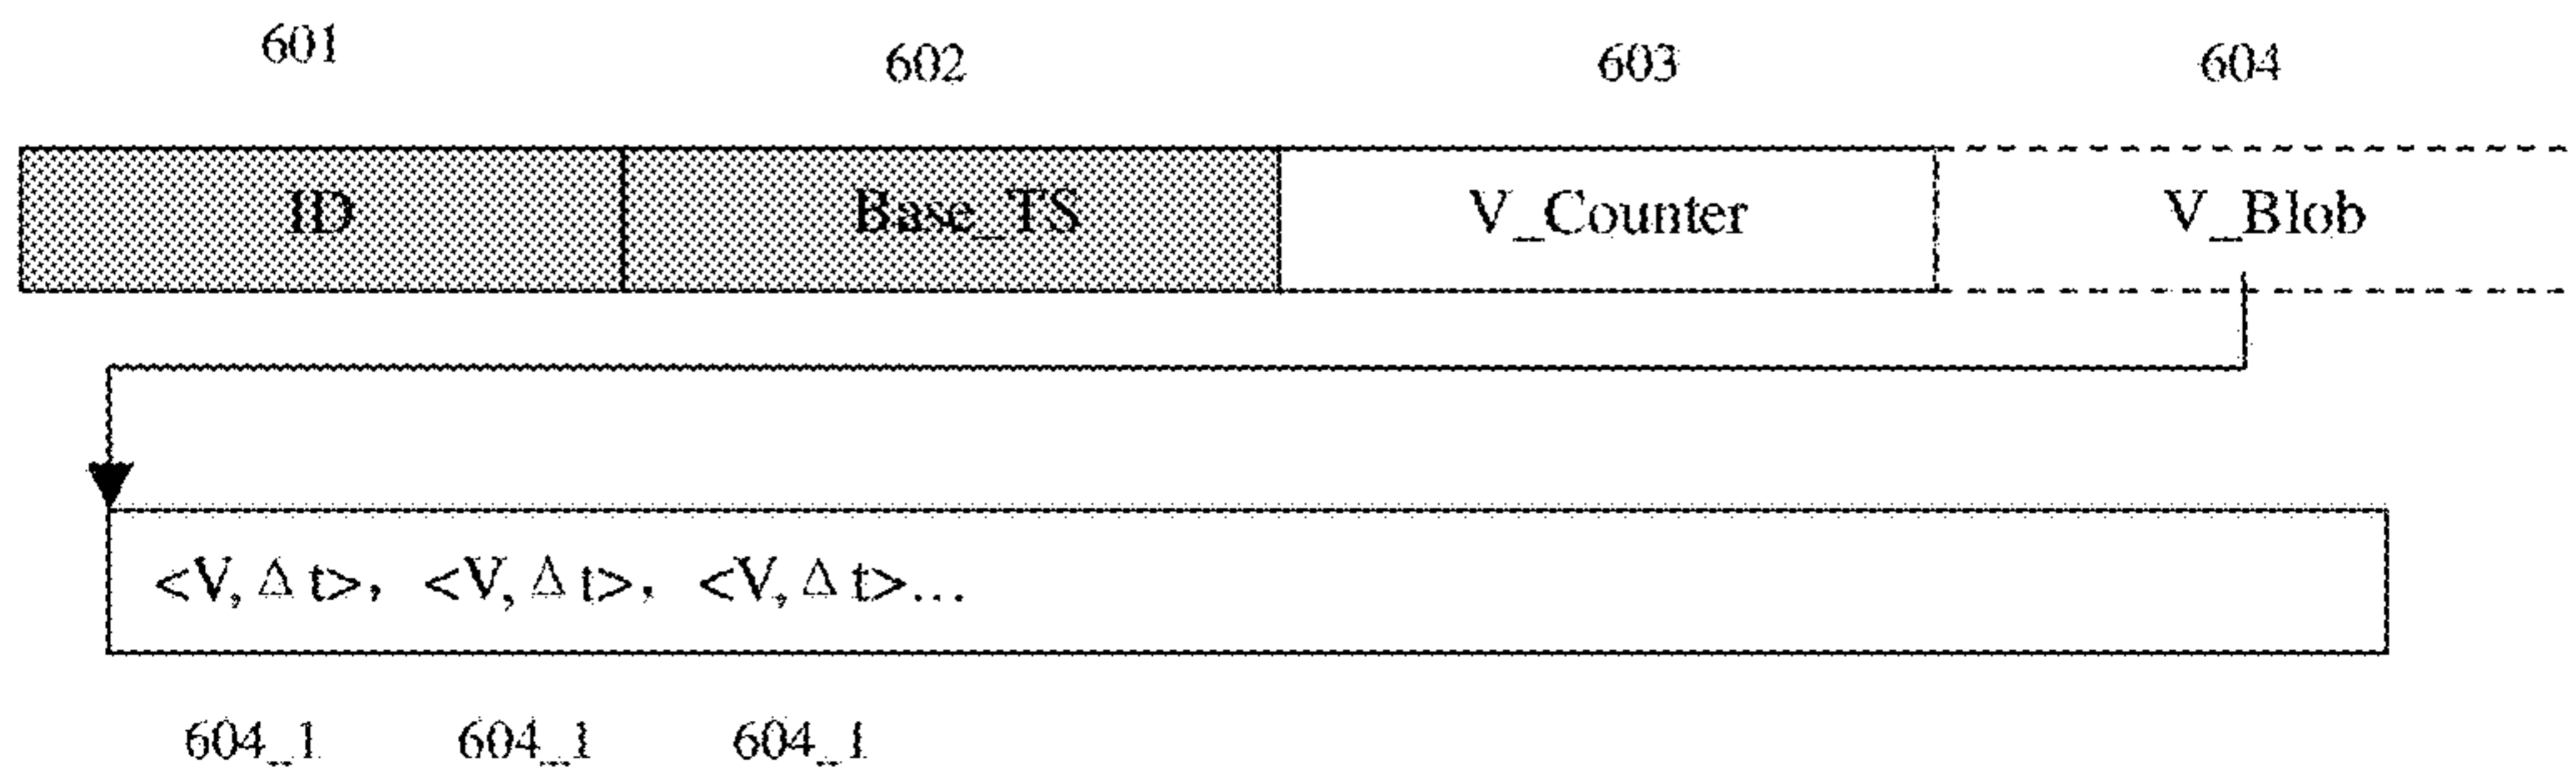 601 602 603 604
ID Base_TS V_Counter V_Blob
<V, Δ t>, <V, Δ t>, <V, Δ t>...
604_1 604_1 604_1